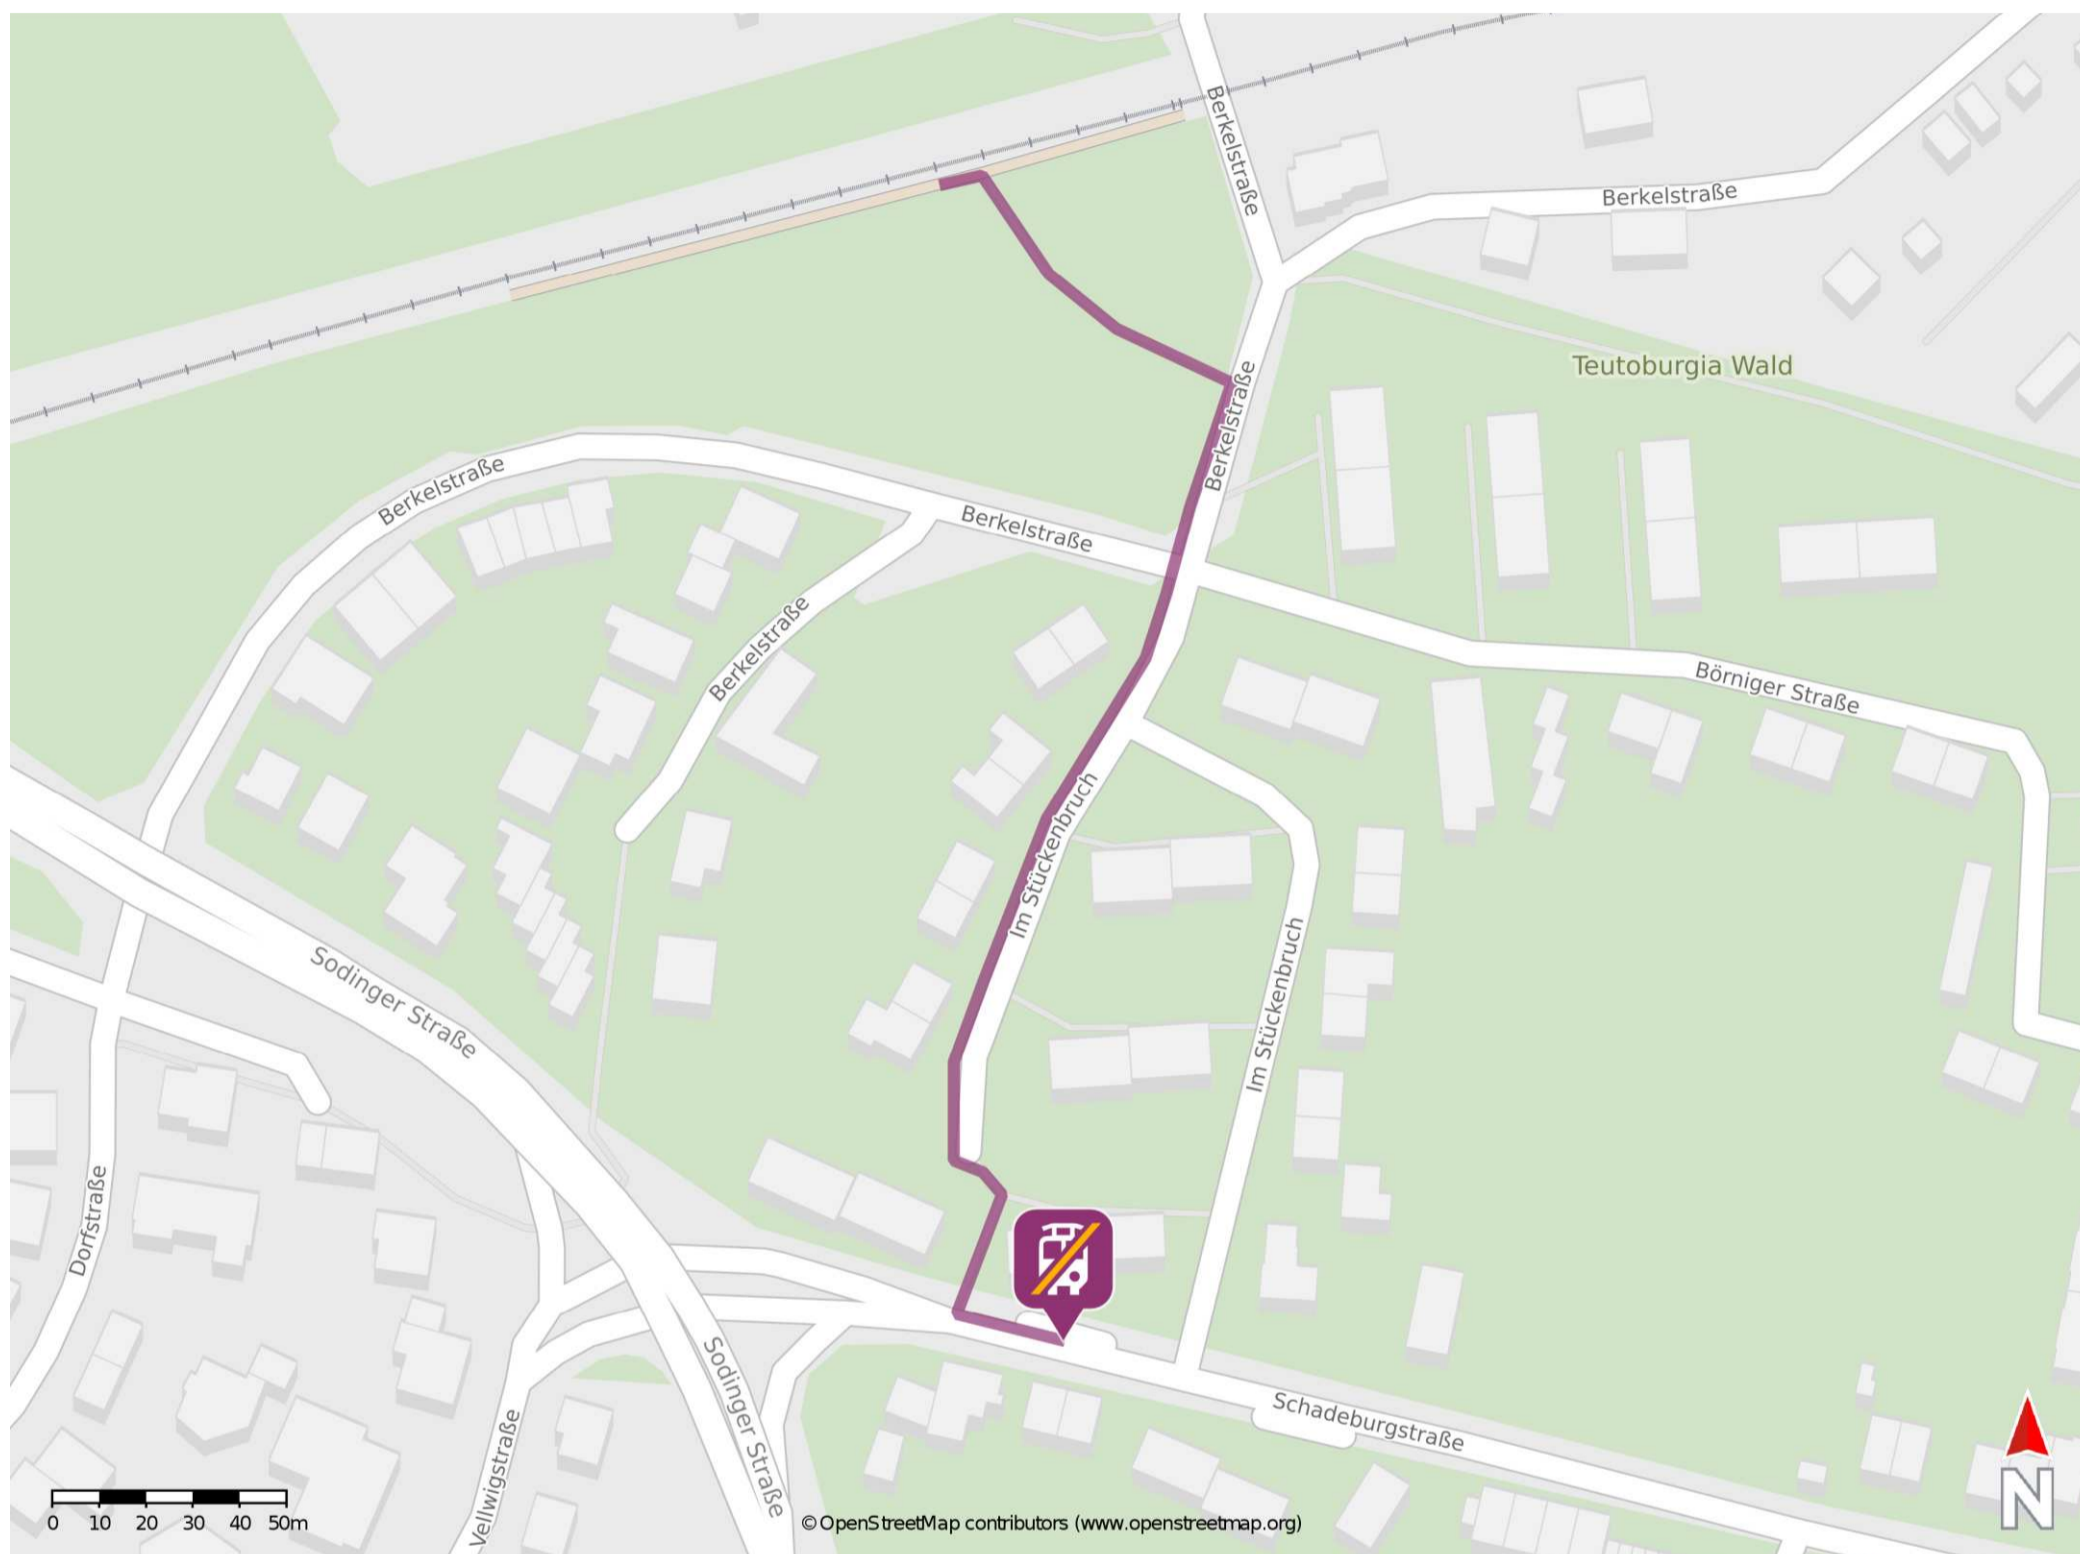 Berkelstraße
Berkelstraße
Teutoburgia Wald
Berkelstraße
Berkelstraße
Berkelstraße
Berkelstraße
Börniger Straße
Im Stückenbruch
Sodinger Straße
Im Stückenbruch
Dorfstraße
Sodinger Straße
Schadeburgstraße
Vellwigstraße
N
0 10 20 30 40 50m
© OpenStreetMap contributors (www.openstreetmap.org)